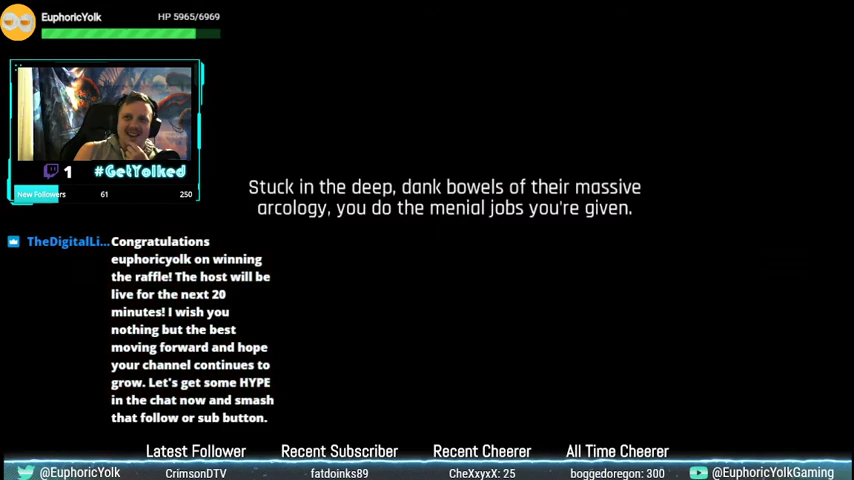 EuphoricYolk
HP 5965/6969
1 #GetYolked
New Followers 61 250
Stuck in the deep, dank bowels of their massive
arcology, you do the menial jobs you're given.
TheDigitalLi... Congratulations
euphoricyolk on winning
the raffle! The host will be
live for the next 20
minutes! I wish you
nothing but the best
moving forward and hope
your channel continues to
grow. Let's get some HYPE
in the chat now and smash
that follow or sub button.
Latest Follower Recent Subscriber Recent Cheerer All Time Cheerer
@EuphoricYolk CrimsonDTV fatdoinks89 CheXxyxX: 25 boggedoregon: 300 @EuphoricYolkGaming